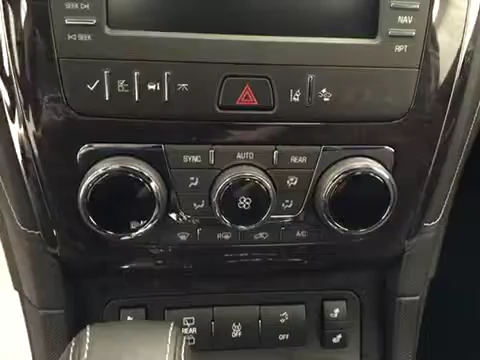 SEEK
SEEK
NAV
RPT
SYNC
AUTO
REAR
R
A/C
REAR
OFF
OFF